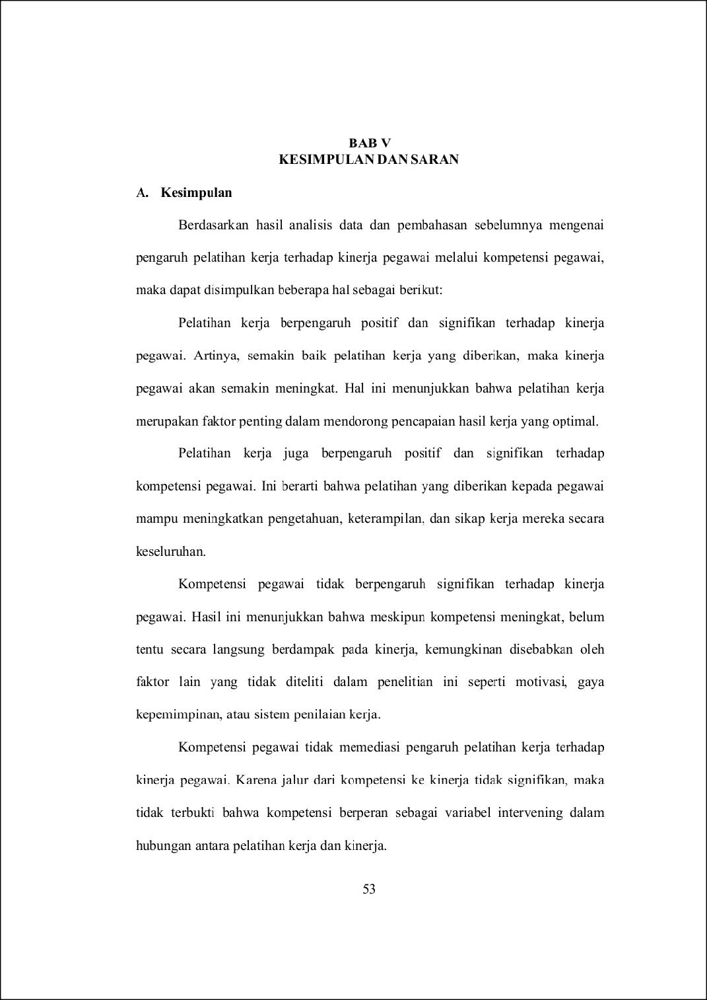 BAB V
KESIMPULAN DAN SARAN
A. Kesimpulan
Berdasarkan hasil analisis data dan pembahasan sebelumnya mengenai
pengaruh pelatihan kerja terhadap kinerja pegawai melalui kompetensi pegawai,
maka dapat disimpulkan beberapa hal sebagai berikut:
Pelatihan kerja berpengaruh positif dan signifikan terhadap kinerja
pegawai. Artinya, semakin baik pelatihan kerja yang diberikan, maka kinerja
pegawai akan semakin meningkat. Hal ini menunjukkan bahwa pelatihan kerja
merupakan faktor penting dalam mendorong pencapaian hasil kerja yang optimal.
Pelatihan kerja juga berpengaruh positif dan signifikan terhadap
kompetensi pegawai. Ini berarti bahwa pelatihan yang diberikan kepada pegawai
mampu meningkatkan pengetahuan, keterampilan, dan sikap kerja mereka secara
keseluruhan.
Kompetensi pegawai tidak berpengaruh signifikan terhadap kinerja
pegawai. Hasil ini menunjukkan bahwa meskipun kompetensi meningkat, belum
tentu secara langsung berdampak pada kinerja, kemungkinan disebabkan oleh
faktor lain yang tidak diteliti dalam penelitian ini seperti motivasi, gaya
kepemimpinan, atau sistem penilaian kerja.
Kompetensi pegawai tidak memediasi pengaruh pelatihan kerja terhadap
kinerja pegawai. Karena jalur dari kompetensi ke kinerja tidak signifikan, maka
tidak terbukti bahwa kompetensi berperan sebagai variabel intervening dalam
hubungan antara pelatihan kerja dan kinerja.
53